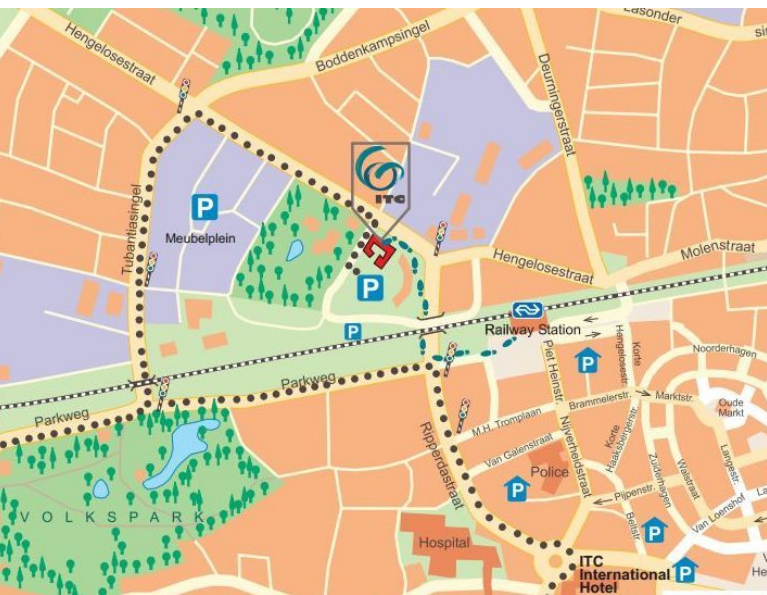 Hengelosestraat
Boddenkampsingel
Lasonder
Deurningerstraat
ITC
P
Meubelplein
Tubantiasingel
Hengelosestraat
Molenstraat
P
P
Railway Station
Parkweg
Parkweg
P
Piet Heinstr.
Korte
Hengelosestr.
Noorderhagen
Brammelerstr.
Marktstr.
Oude
Markt
M.H. Tromplaan
Ripperdastraat
Van Galenstraat
Nijverheidstraat
Korte
Haaksbergerstr.
Zuiderhagen
Walstraat
Langestr.
Police
P
Pijpenstr.
Beltstr.
Van Loenshof
P
VOLKSPARK
Hospital
ITC
International
Hotel
P